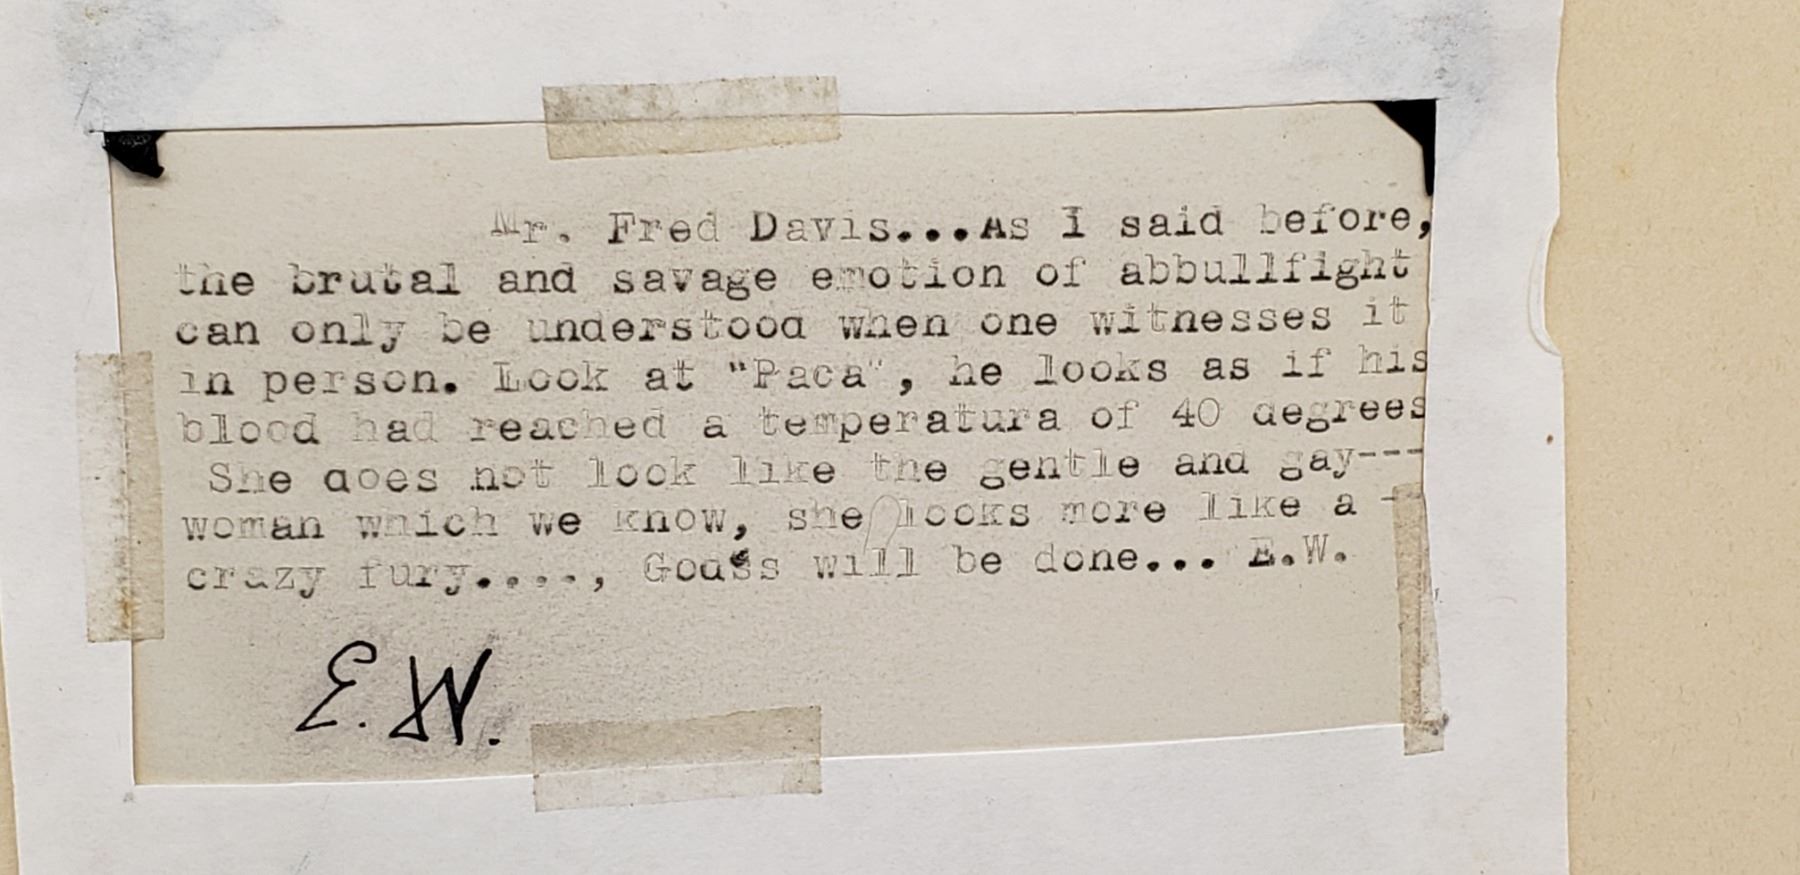 Mr. Fred Davis...As I said before,
the brutal and savage emotion of abbullfight
can only be understood when one witnesses it
in person. Look at "Paca", he looks as if his
blood had reached a temperatura of 40 degrees
She does not look like the gentle and gay---
woman which we know, she looks more like a -
crazy fury...., God's will be done... E.W.
E.W.